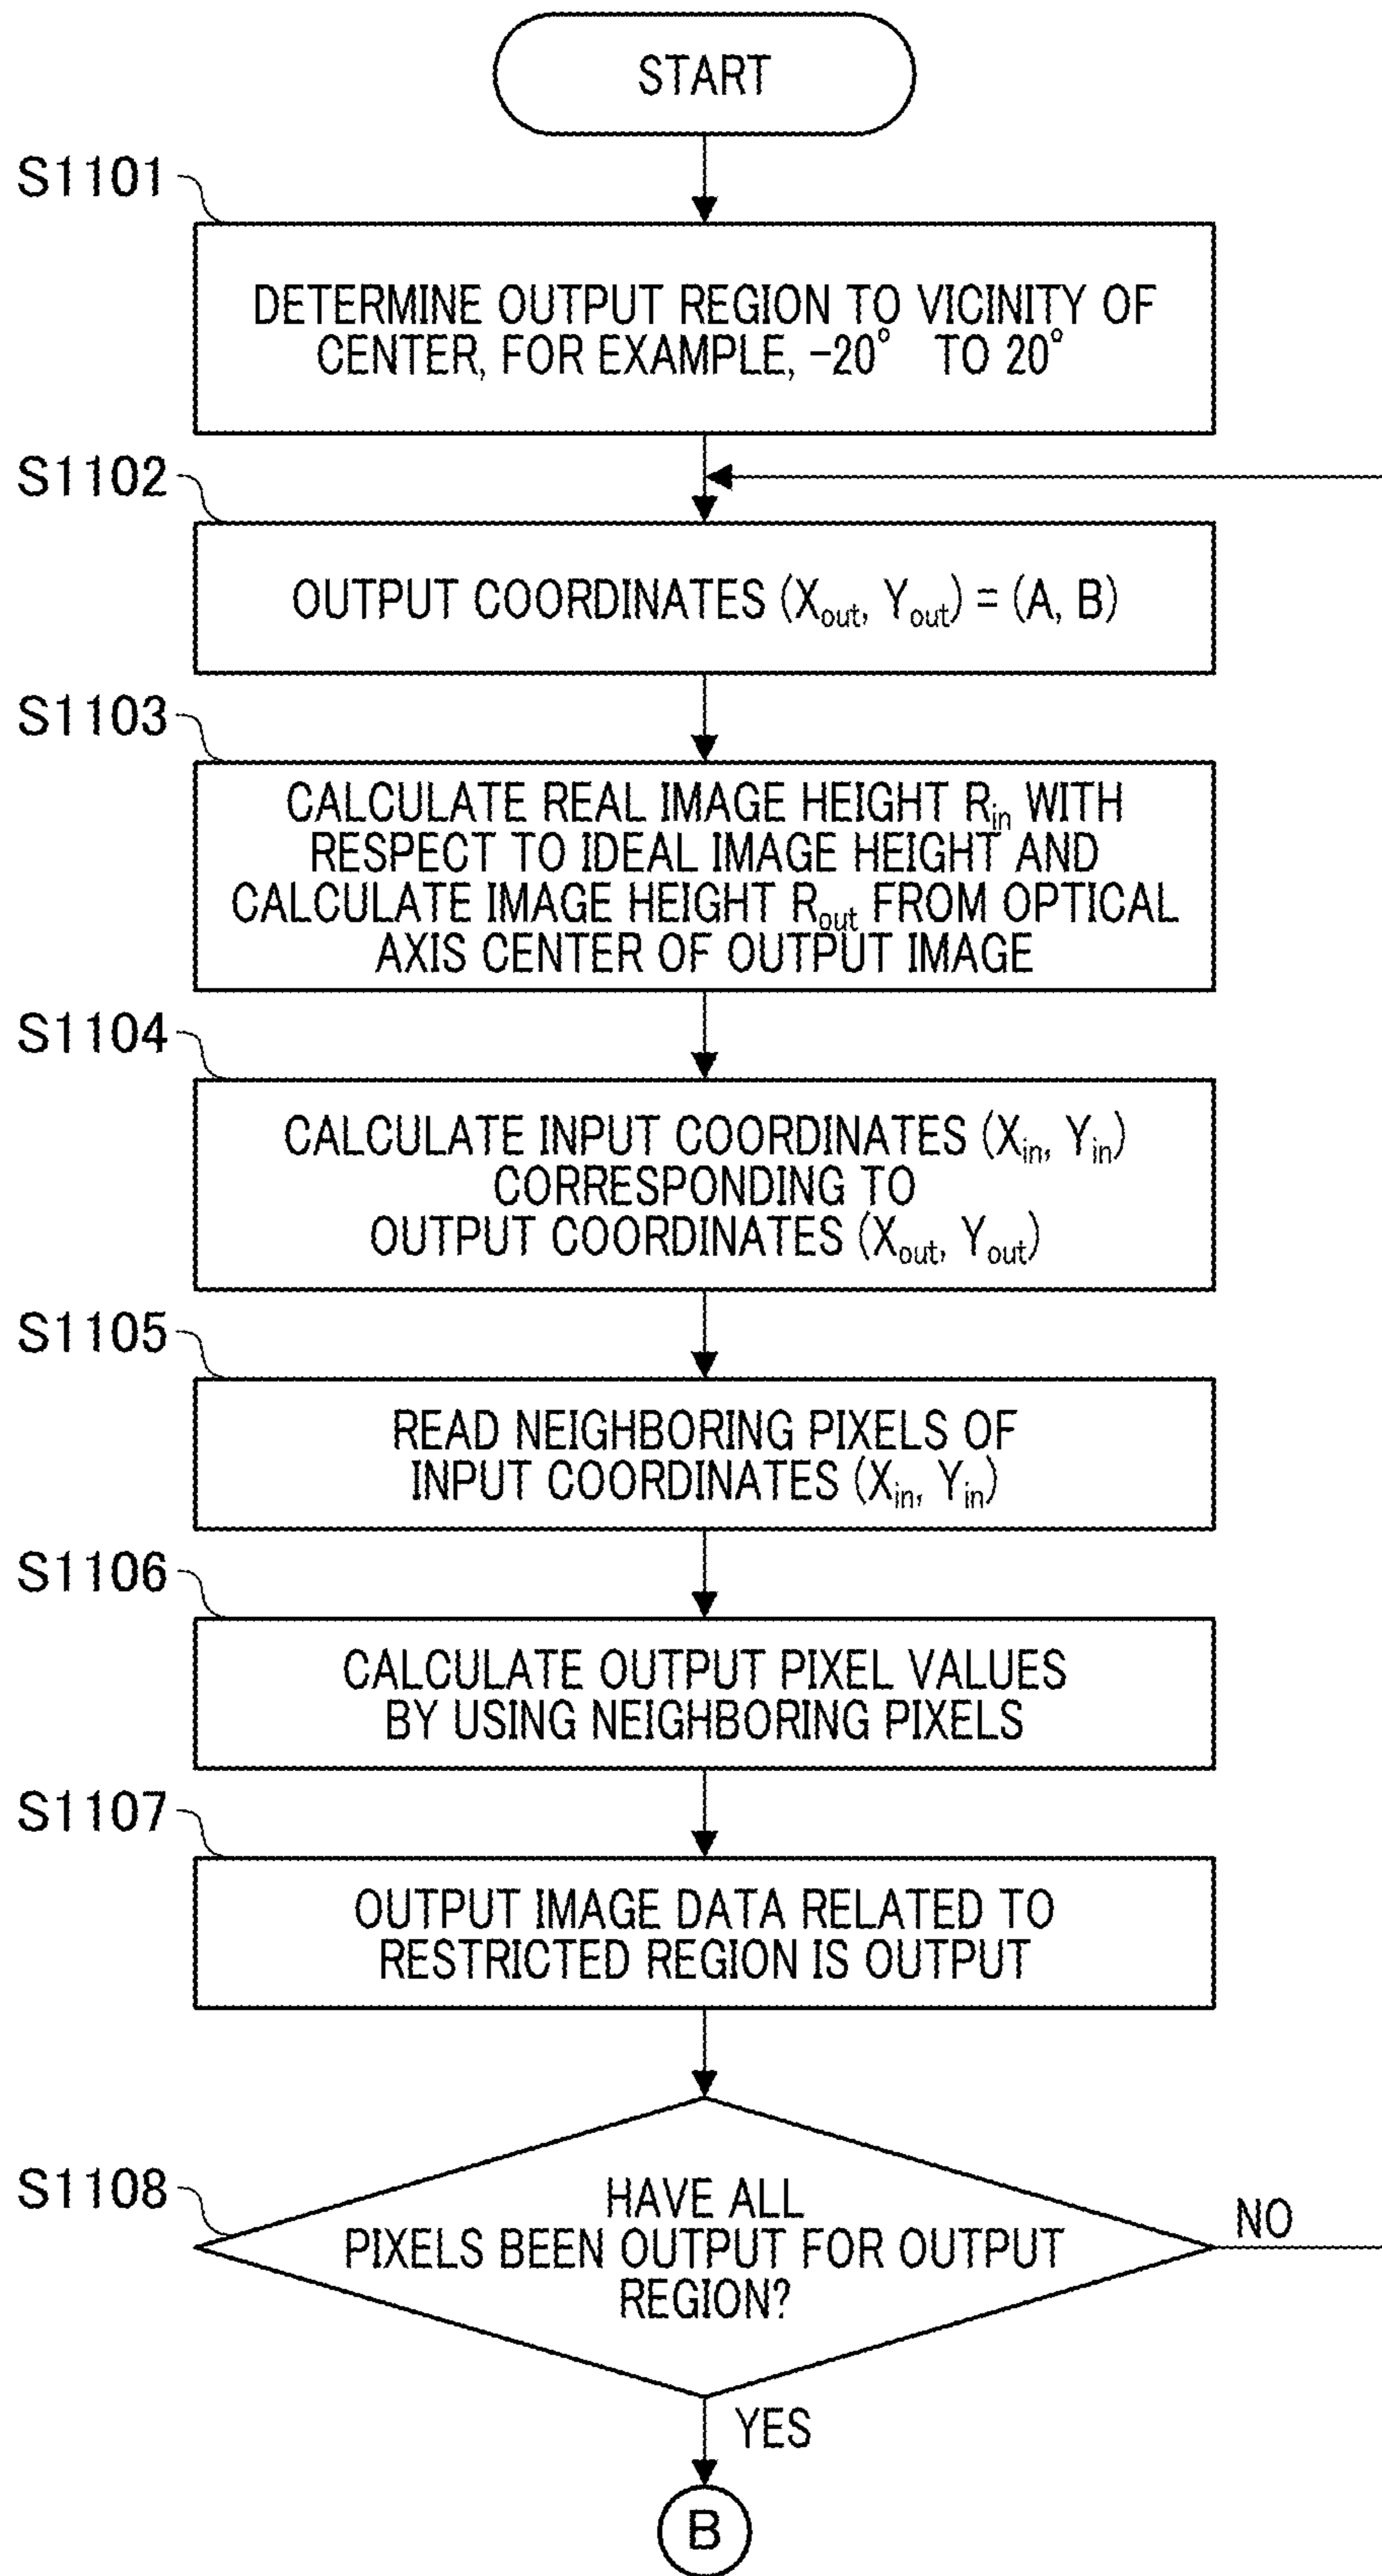 START
S1101
DETERMINE OUTPUT REGION TO VICINITY OF
CENTER, FOR EXAMPLE, -20° TO 20°
S1102
OUTPUT COORDINATES (Xout, Yout) = (A, B)
S1103
CALCULATE REAL IMAGE HEIGHT Rin WITH
RESPECT TO IDEAL IMAGE HEIGHT AND
CALCULATE IMAGE HEIGHT Rout FROM OPTICAL
AXIS CENTER OF OUTPUT IMAGE
S1104
CALCULATE INPUT COORDINATES (Xin, Yin)
CORRESPONDING TO
OUTPUT COORDINATES (Xout, Yout)
S1105
READ NEIGHBORING PIXELS OF
INPUT COORDINATES (Xin, Yin)
S1106
CALCULATE OUTPUT PIXEL VALUES
BY USING NEIGHBORING PIXELS
S1107
OUTPUT IMAGE DATA RELATED TO
RESTRICTED REGION IS OUTPUT
S1108
HAVE ALL
PIXELS BEEN OUTPUT FOR OUTPUT
REGION?
NO
YES
B